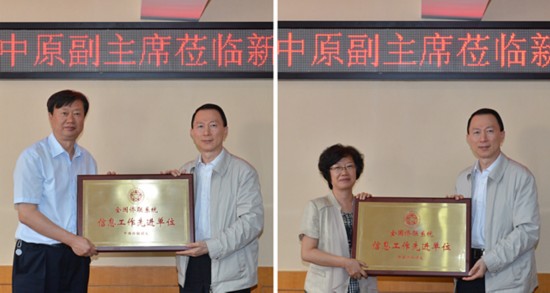 中原副主席莅临新
全国侨联系统
信息工作先进单位
中原副主席莅临新
全国侨联系统
信息工作先进单位